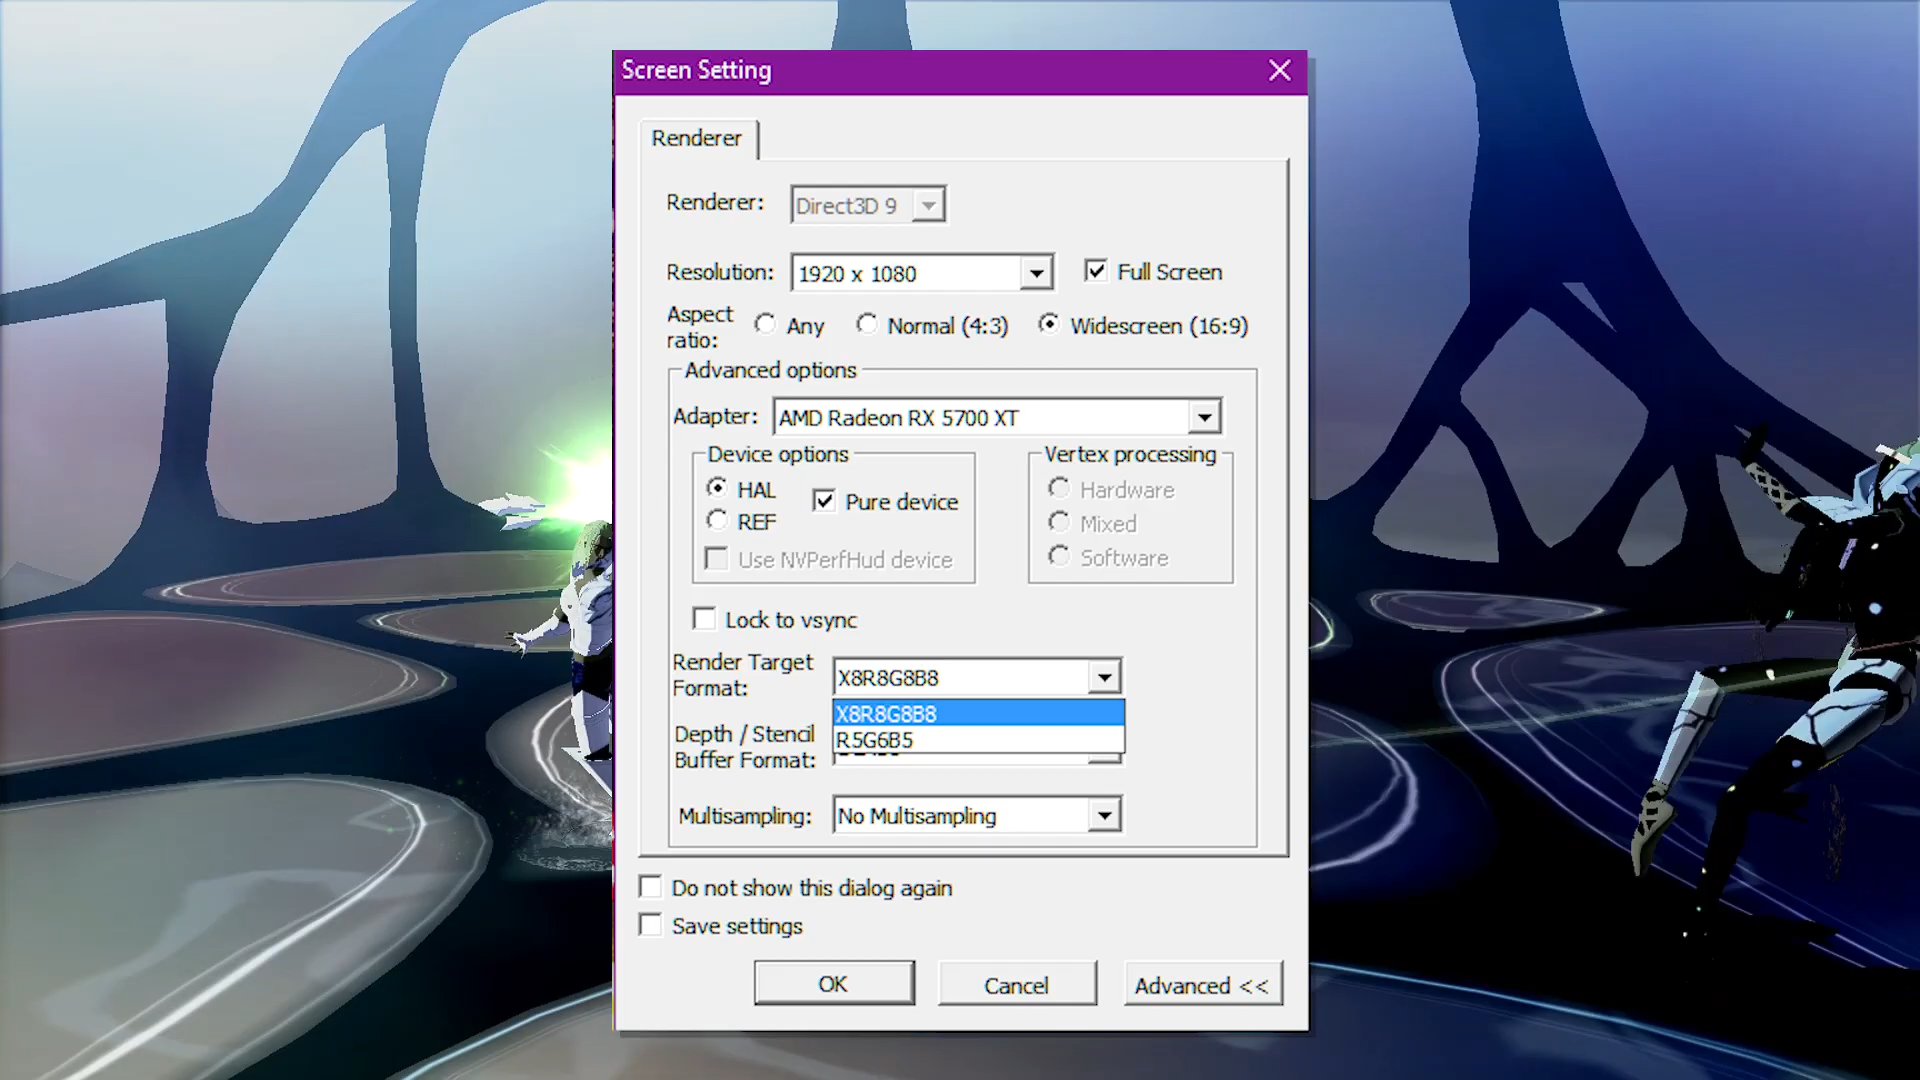 Screen Setting
Renderer
Renderer: Direct3D 9
Resolution: 1920 x 1080 Full Screen
Aspect ratio: Any Normal (4:3) Widescreen (16:9)
Advanced options
Adapter: AMD Radeon RX 5700 XT
Device options
HAL
REF
Pure device
Use NVPerfHud device
Vertex processing
Hardware
Mixed
Software
Lock to vsync
Render Target
Format:
X8R8G8B8
X8R8G8B8
R5G6B5
Depth / Stencil
Buffer Format:
Multisampling: No Multisampling
Do not show this dialog again
Save settings
OK Cancel Advanced <<